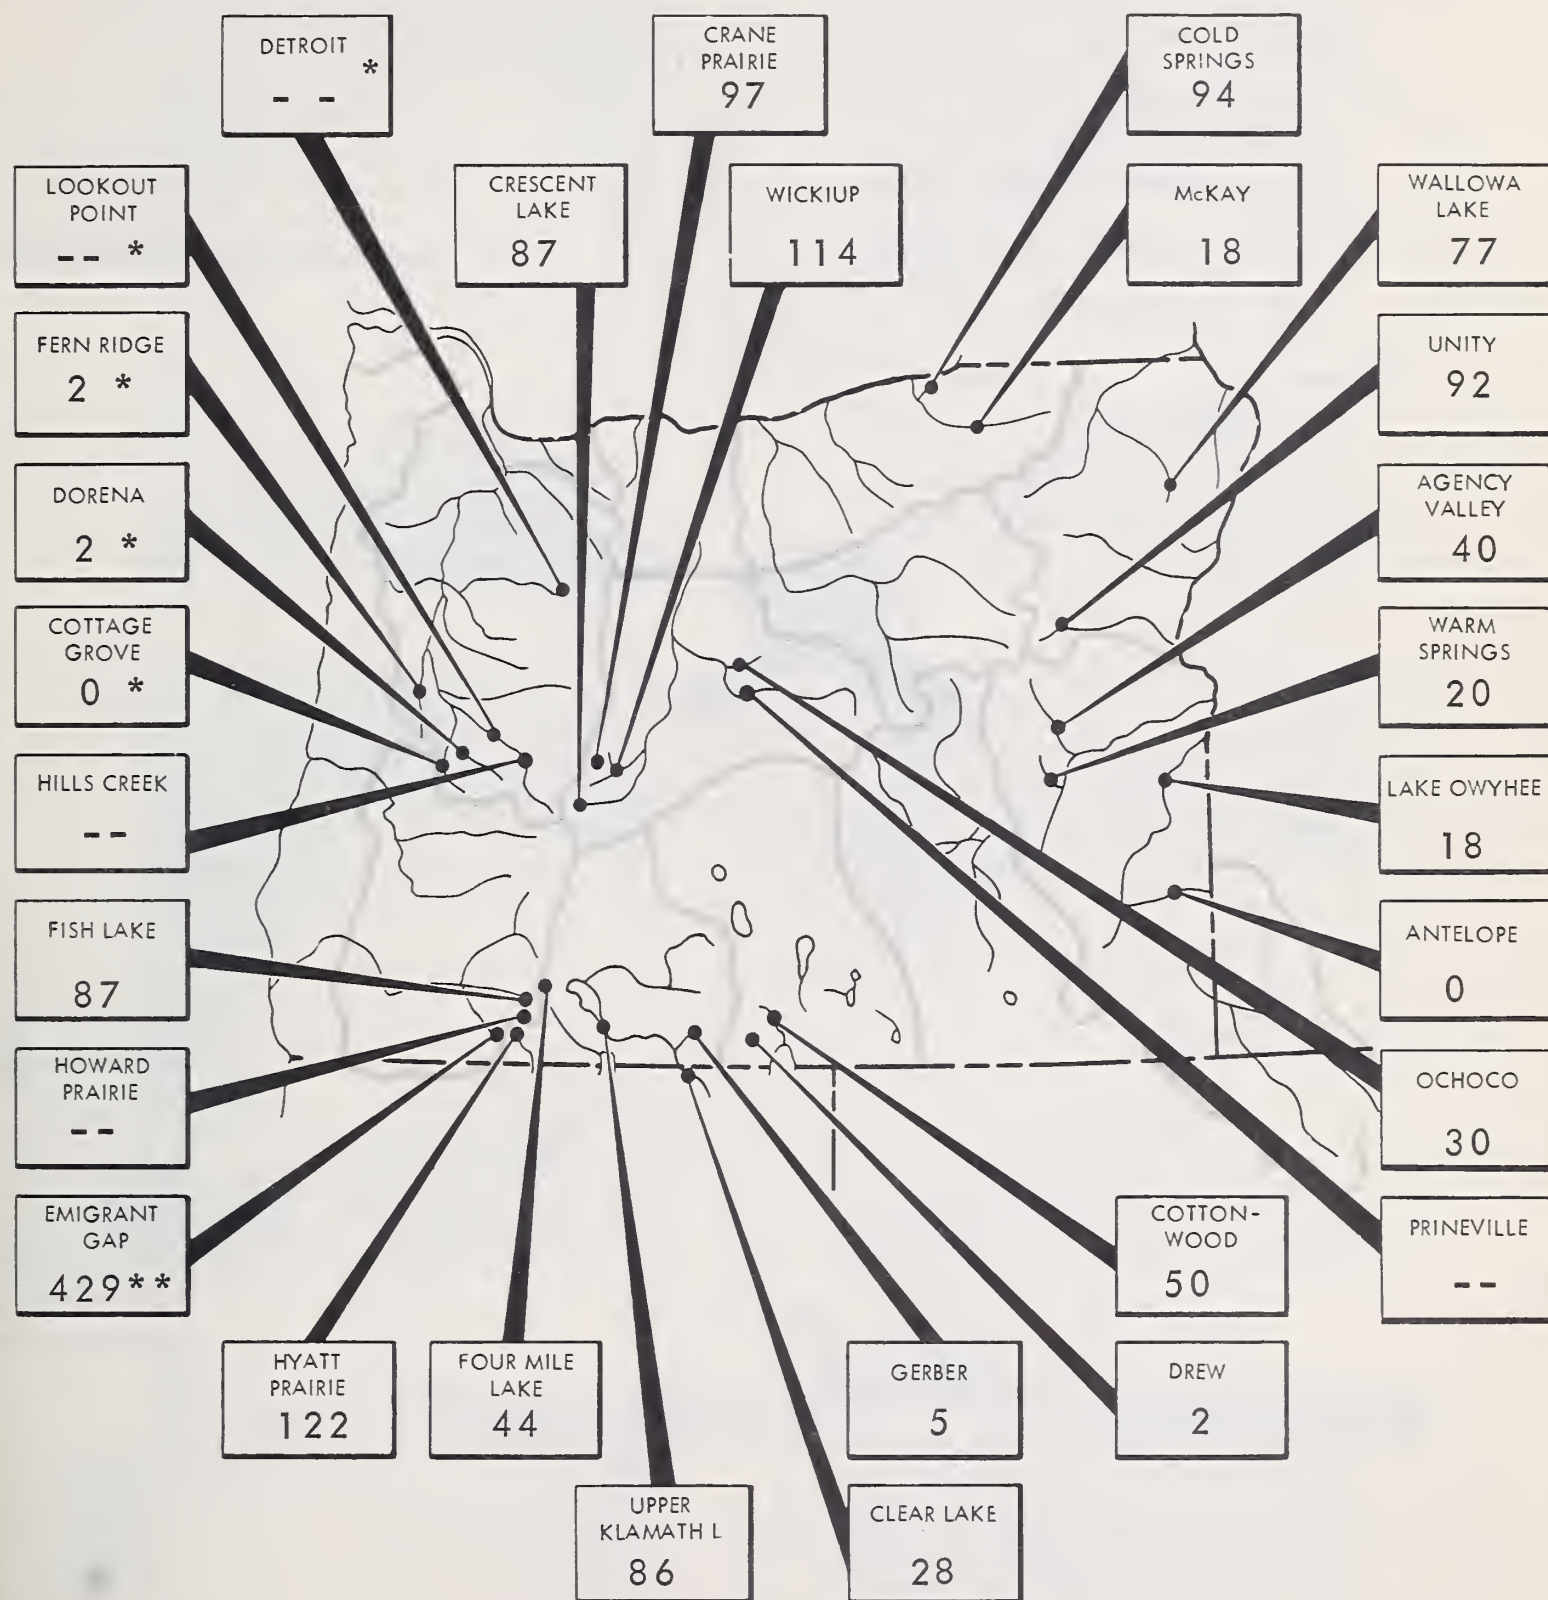 DETROIT
*
- -
CRANE
PRAIRIE
97
COLD
SPRINGS
94
LOOKOUT
POINT
-- *
CRESCENT
LAKE
87
WICKIUP
114
McKAY
18
WALLOWA
LAKE
77
FERN RIDGE
2 *
UNITY
92
DORENA
2 *
AGENCY
VALLEY
40
COTTAGE
GROVE
0 *
WARM
SPRINGS
20
HILLS CREEK
--
LAKE OWYHEE
18
FISH LAKE
87
ANTELOPE
0
HOWARD
PRAIRIE
--
OCHOCO
30
EMIGRANT
GAP
429**
COTTON-
WOOD
50
PRINEVILLE
--
HYATT
PRAIRIE
122
FOUR MILE
LAKE
44
GERBER
5
DREW
2
UPPER
KLAMATH L
86
CLEAR LAKE
28